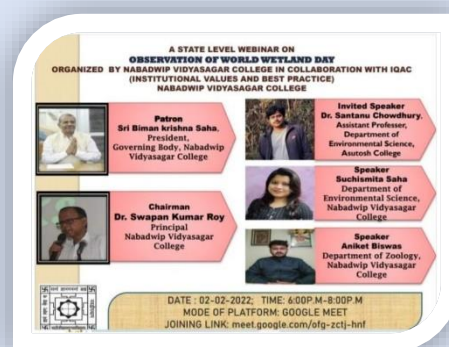 A STATE LEVEL WEBINAR ON
OBSERVATION OF WORLD WETLAND DAY
ORGANIZED BY NABADWIP VIDYASAGAR COLLEGE IN COLLABORATION WITH IQAC
(INSTITUTIONAL VALUES AND BEST PRACTICE)
NABADWIP VIDYASAGAR COLLEGE
Patron
Sri Biman krishna Saha,
President,
Governing Body, Nabadwip
Vidyasagar College
Chairman
Dr. Swapan Kumar Roy
Principal
Nabadwip Vidyasagar
College
Invited Speaker
Dr. Santanu Chowdhury,
Assistant Professor,
Department of
Environmental Science,
Asutosh College
Speaker
Suchismita Saha
Department of
Environmental Science,
Nabadwip Vidyasagar
College
Speaker
Aniket Biswas
Department of Zoology,
Nabadwip Vidyasagar
College
DATE : 02-02-2022; TIME: 6:00P.M-8:00P.M
MODE OF PLATFORM: GOOGLE MEET
JOINING LINK: meet.google.com/ofg-zctj-hnf